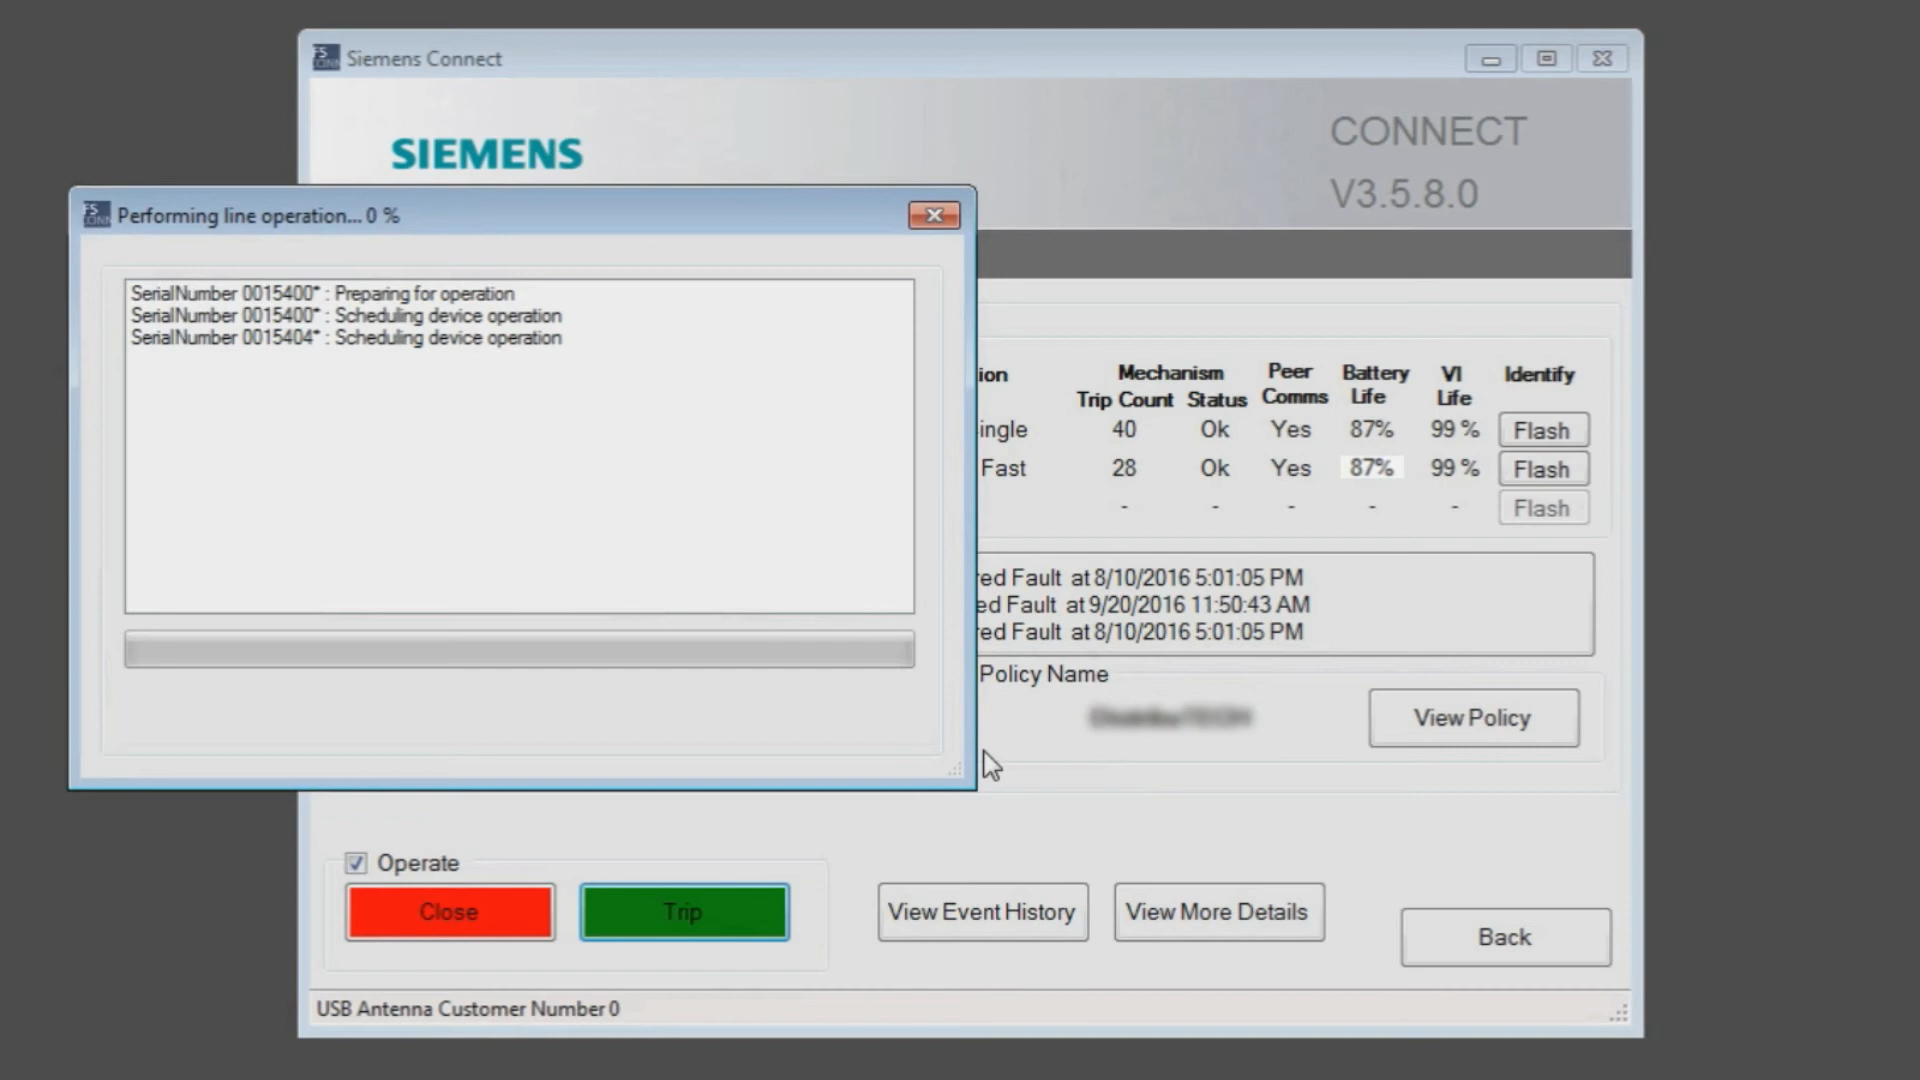 Siemens Connect
SIEMENS
CONNECT
V3.5.8.0
Performing line operation... 0 %
SerialNumber 0015400* : Preparing for operation
SerialNumber 0015400* : Scheduling device operation
SerialNumber 0015404* : Scheduling device operation
ion Mechanism Peer Battery VI Identify
Trip Count Status Comms Life Life
ingle 40 Ok Yes 87% 99 % Flash
Fast 28 Ok Yes 87% 99 % Flash
- - - - - Flash
red Fault at 8/10/2016 5:01:05 PM
ed Fault at 9/20/2016 11:50:43 AM
red Fault at 8/10/2016 5:01:05 PM
Policy Name
View Policy
Operate
Close Trip View Event History View More Details
Back
USB Antenna Customer Number 0